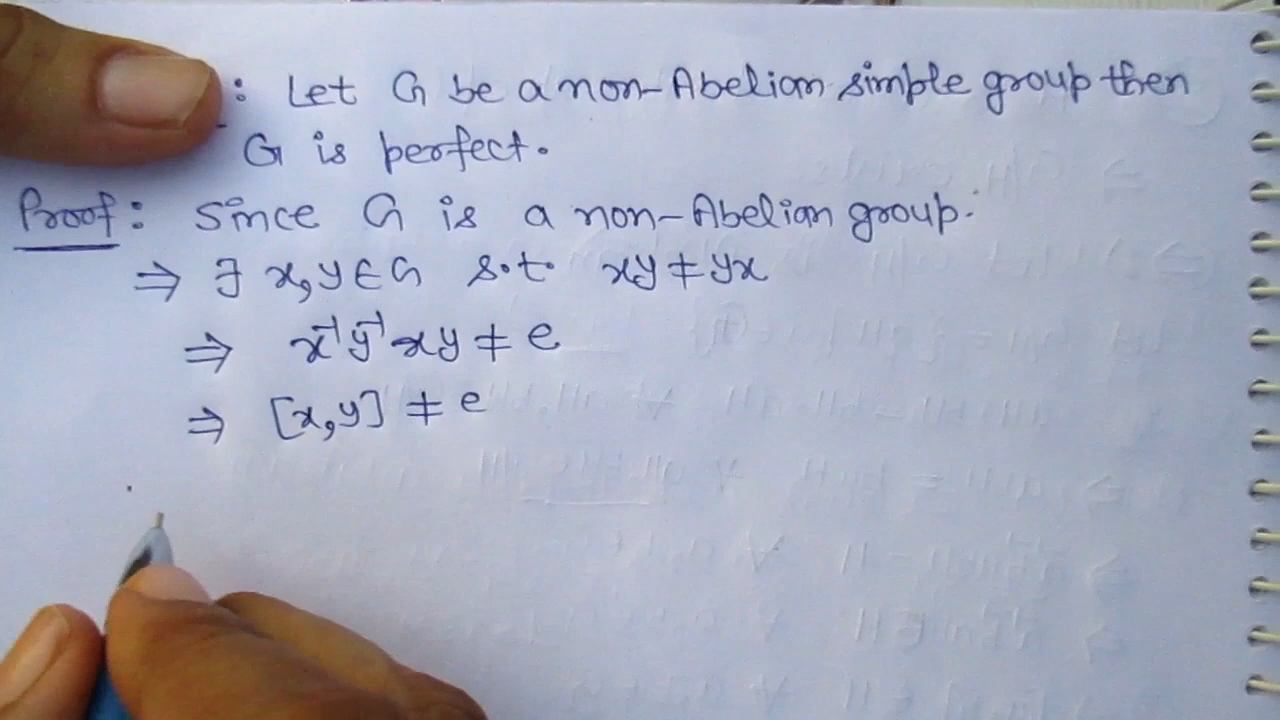 : Let G be a non-Abelian simple group then
G is perfect.
Proof: Since G is a non-Abelian group.
⇒ ∃ x,y∈G s.t. xy≠yx
⇒ x⁻¹y⁻¹xy≠e
⇒ [x,y]≠e